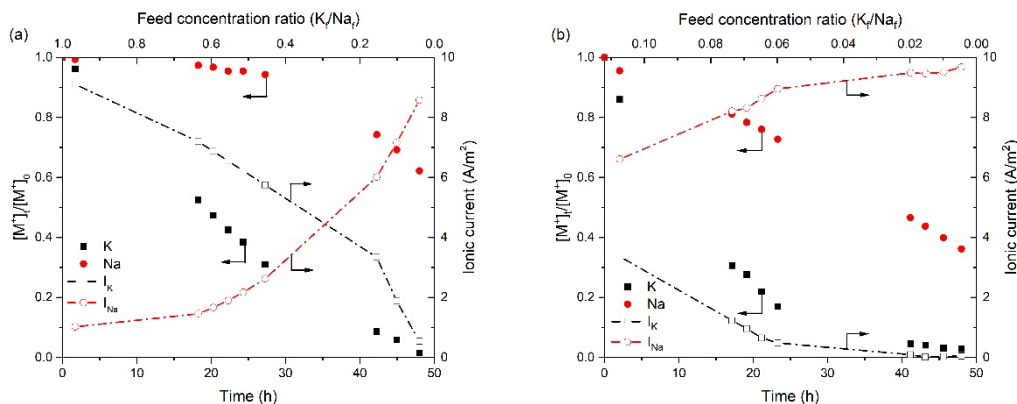 Feed concentration ratio (K_f/Na_f)
(a)
1.0 0.8 0.6 0.4 0.2 0.0
1.0 0.8 0.6 0.4 0.2 0.0
[M⁺]_t/[M⁺]_0
K
Na
I_K
I_Na
10 8 6 4 2 0
Ionic current (A/m²)
0 10 20 30 40 50
Time (h)
Feed concentration ratio (K_f/Na_f)
(b)
0.10 0.08 0.06 0.04 0.02 0.00
1.0 0.8 0.6 0.4 0.2 0.0
[M⁺]_t/[M⁺]_0
K
Na
I_K
I_Na
10 8 6 4 2 0
Ionic current (A/m²)
0 10 20 30 40 50
Time (h)